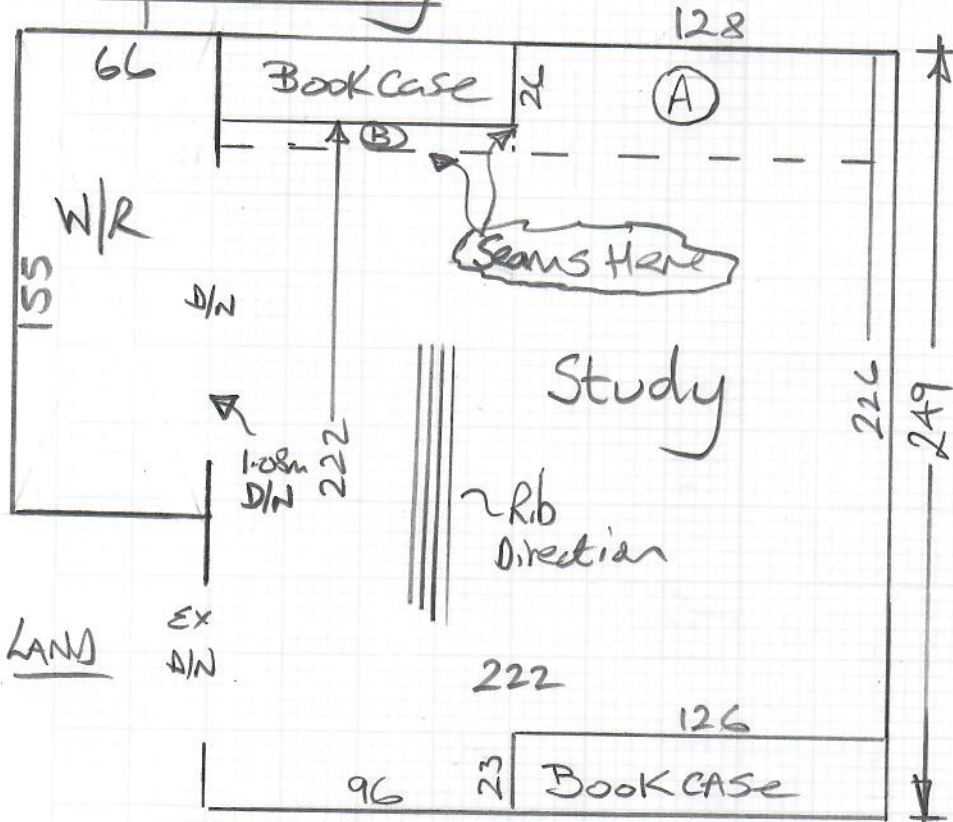 128
66
Bookcase
26
A
B
W/R
Seams Here
155
D/N
Study
226
249
1.08m
D/N
222
Rib
Direction
EX
D/N
LAND
222
126
96
23
BOOKCASE